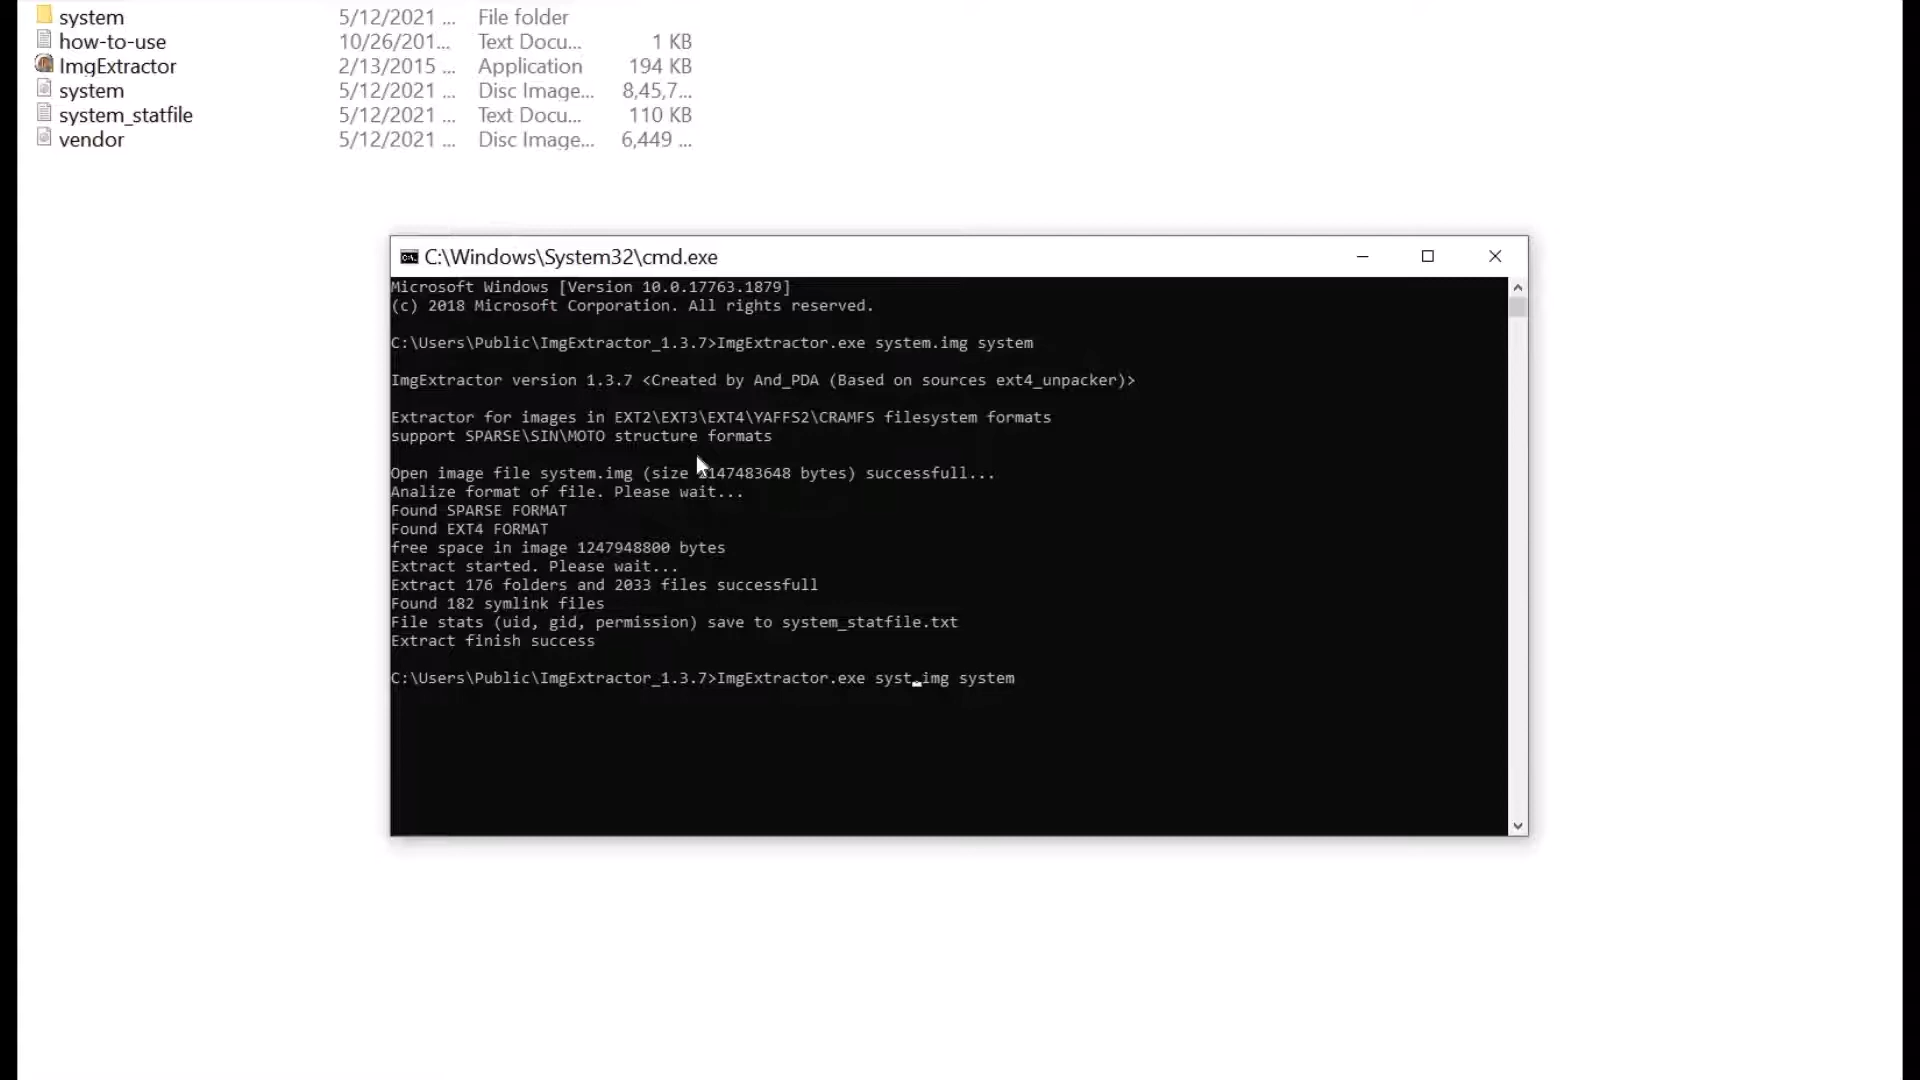 system 5/12/2021 ... File folder
how-to-use 10/26/201... Text Docu... 1 KB
ImgExtractor 2/13/2015 ... Application 194 KB
system 5/12/2021 ... Disc Image... 8,45,7...
system_statfile 5/12/2021 ... Text Docu... 110 KB
vendor 5/12/2021 ... Disc Image... 6,449 ...
C:\Windows\System32\cmd.exe
Microsoft Windows [Version 10.0.17763.1879]
(c) 2018 Microsoft Corporation. All rights reserved.
C:\Users\Public\ImgExtractor_1.3.7>ImgExtractor.exe system.img system
ImgExtractor version 1.3.7 <Created by And_PDA (Based on sources ext4_unpacker)>
Extractor for images in EXT2\EXT3\EXT4\YAFFS2\CRAMFS filesystem formats
support SPARSE\SIN\MOTO structure formats
Open image file system.img (size 2147483648 bytes) successfull...
Analize format of file. Please wait...
Found SPARSE FORMAT
Found EXT4 FORMAT
free space in image 1247948800 bytes
Extract started. Please wait...
Extract 176 folders and 2033 files successfull
Found 182 symlink files
File stats (uid, gid, permission) save to system_statfile.txt
Extract finish success
C:\Users\Public\ImgExtractor_1.3.7>ImgExtractor.exe syst.img system